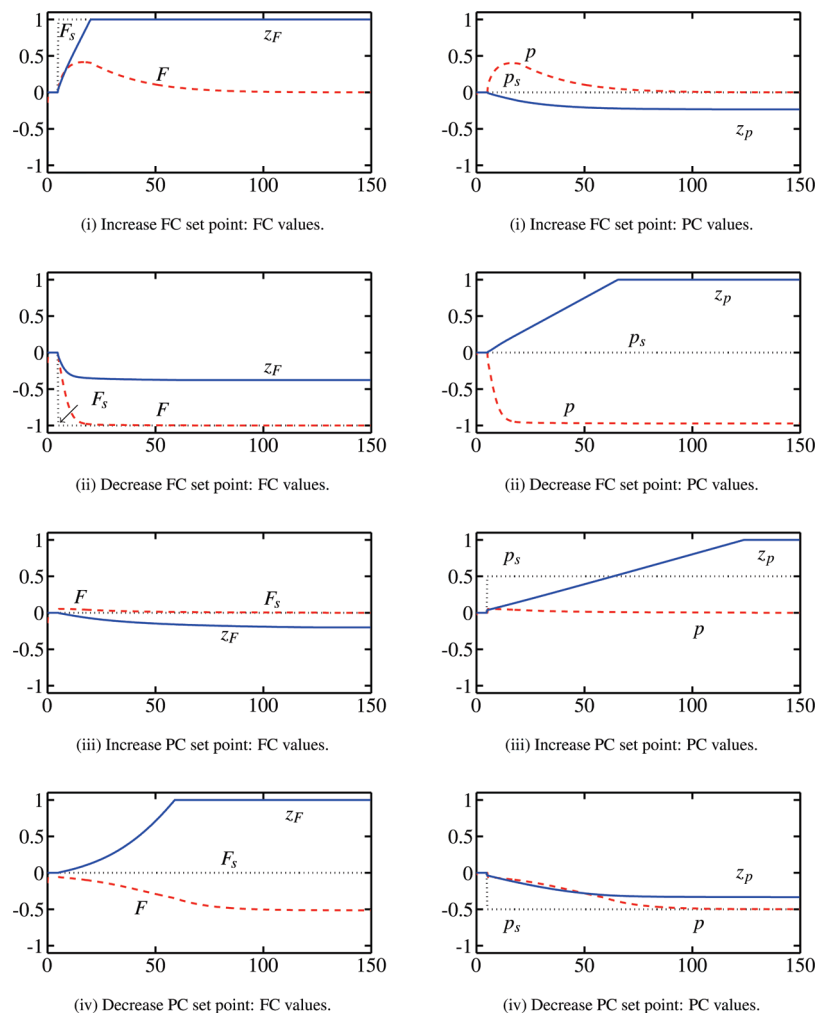 1
0.5
0
-0.5
-1
F_s
z_F
F
0 50 100 150
(i) Increase FC set point: FC values.
1
0.5
0
-0.5
-1
p
p_s
z_p
0 50 100 150
(i) Increase FC set point: PC values.
1
0.5
0
-0.5
-1
z_F
F_s
F
0 50 100 150
(ii) Decrease FC set point: FC values.
1
0.5
0
-0.5
-1
z_p
p_s
p
0 50 100 150
(ii) Decrease FC set point: PC values.
1
0.5
0
-0.5
-1
F
F_s
z_F
0 50 100 150
(iii) Increase PC set point: FC values.
1
0.5
0
-0.5
-1
p_s
z_p
p
0 50 100 150
(iii) Increase PC set point: PC values.
1
0.5
0
-0.5
-1
z_F
F_s
F
0 50 100 150
(iv) Decrease PC set point: FC values.
1
0.5
0
-0.5
-1
z_p
p_s
p
0 50 100 150
(iv) Decrease PC set point: PC values.